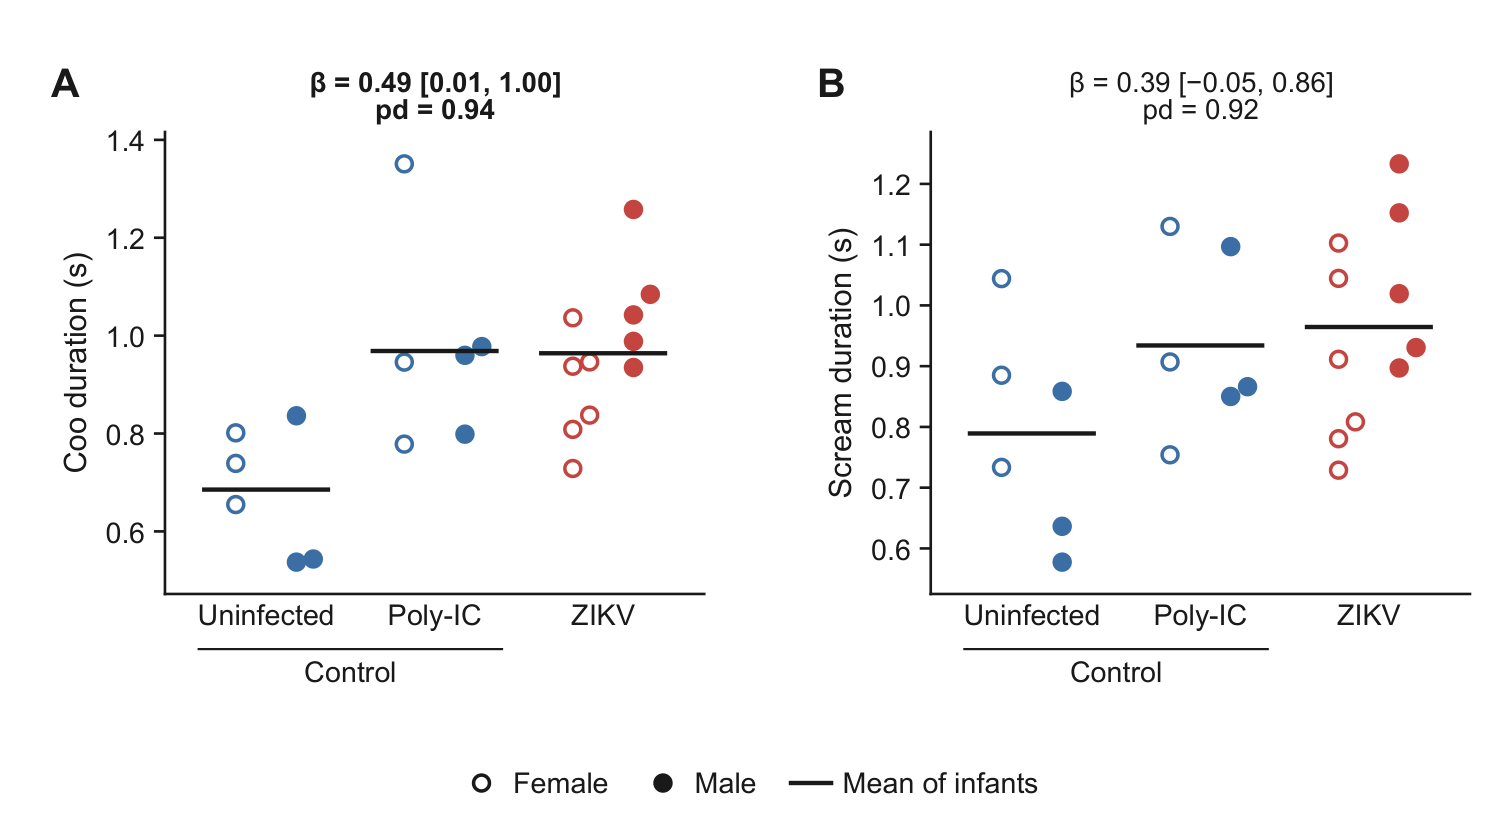 A
β = 0.49 [0.01, 1.00]
pd = 0.94
Coo duration (s)
1.4
1.2
1.0
0.8
0.6
Uninfected
Poly-IC
ZIKV
Control
B
β = 0.39 [−0.05, 0.86]
pd = 0.92
Scream duration (s)
1.2
1.1
1.0
0.9
0.8
0.7
0.6
Uninfected
Poly-IC
ZIKV
Control
Female
Male
Mean of infants